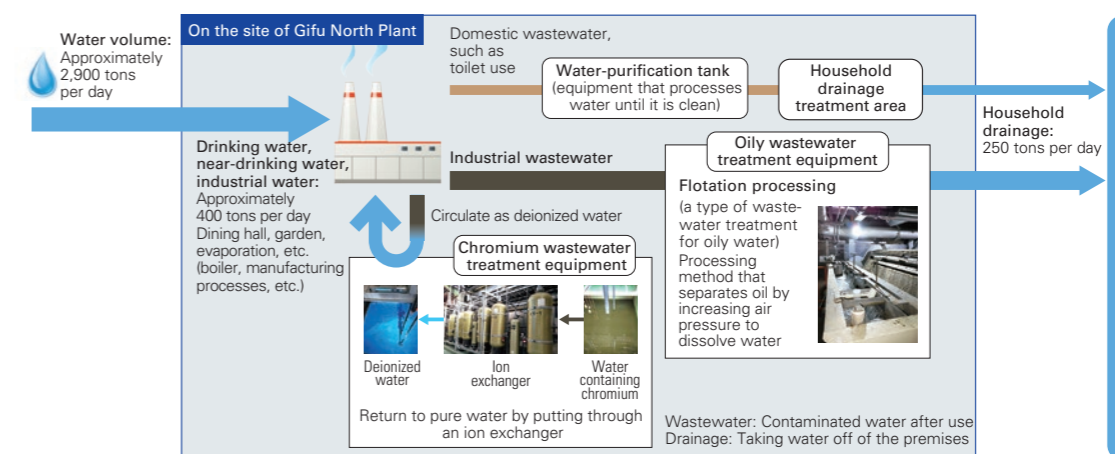 Water volume:
Approximately
2,900 tons
per day
On the site of Gifu North Plant
Domestic wastewater,
such as
toilet use
Water-purification tank
(equipment that processes
water until it is clean)
Household
drainage
treatment area
Household
drainage:
250 tons per day
Drinking water,
near-drinking water,
industrial water:
Approximately
400 tons per day
Dining hall, garden,
evaporation, etc.
(boiler, manufacturing
processes, etc.)
Industrial wastewater
Oily wastewater
treatment equipment
Flotation processing
(a type of waste-
water treatment
for oily water)
Processing
method that
separates oil by
increasing air
pressure to
dissolve water
Circulate as deionized water
Chromium wastewater
treatment equipment
Deionized
water
Ion
exchanger
Water
containing
chromium
Return to pure water by putting through
an ion exchanger
Wastewater: Contaminated water after use
Drainage: Taking water off of the premises